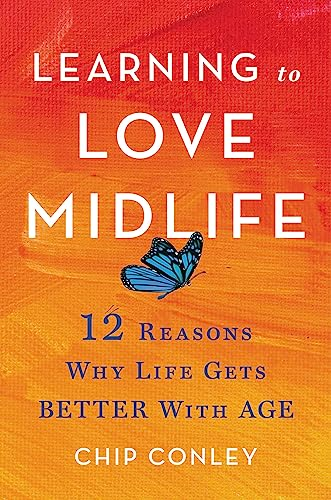 LEARNING to
LOVE
MIDLIFE
12 REASONS
WHY LIFE GETS
BETTER WITH AGE
CHIP CONLEY